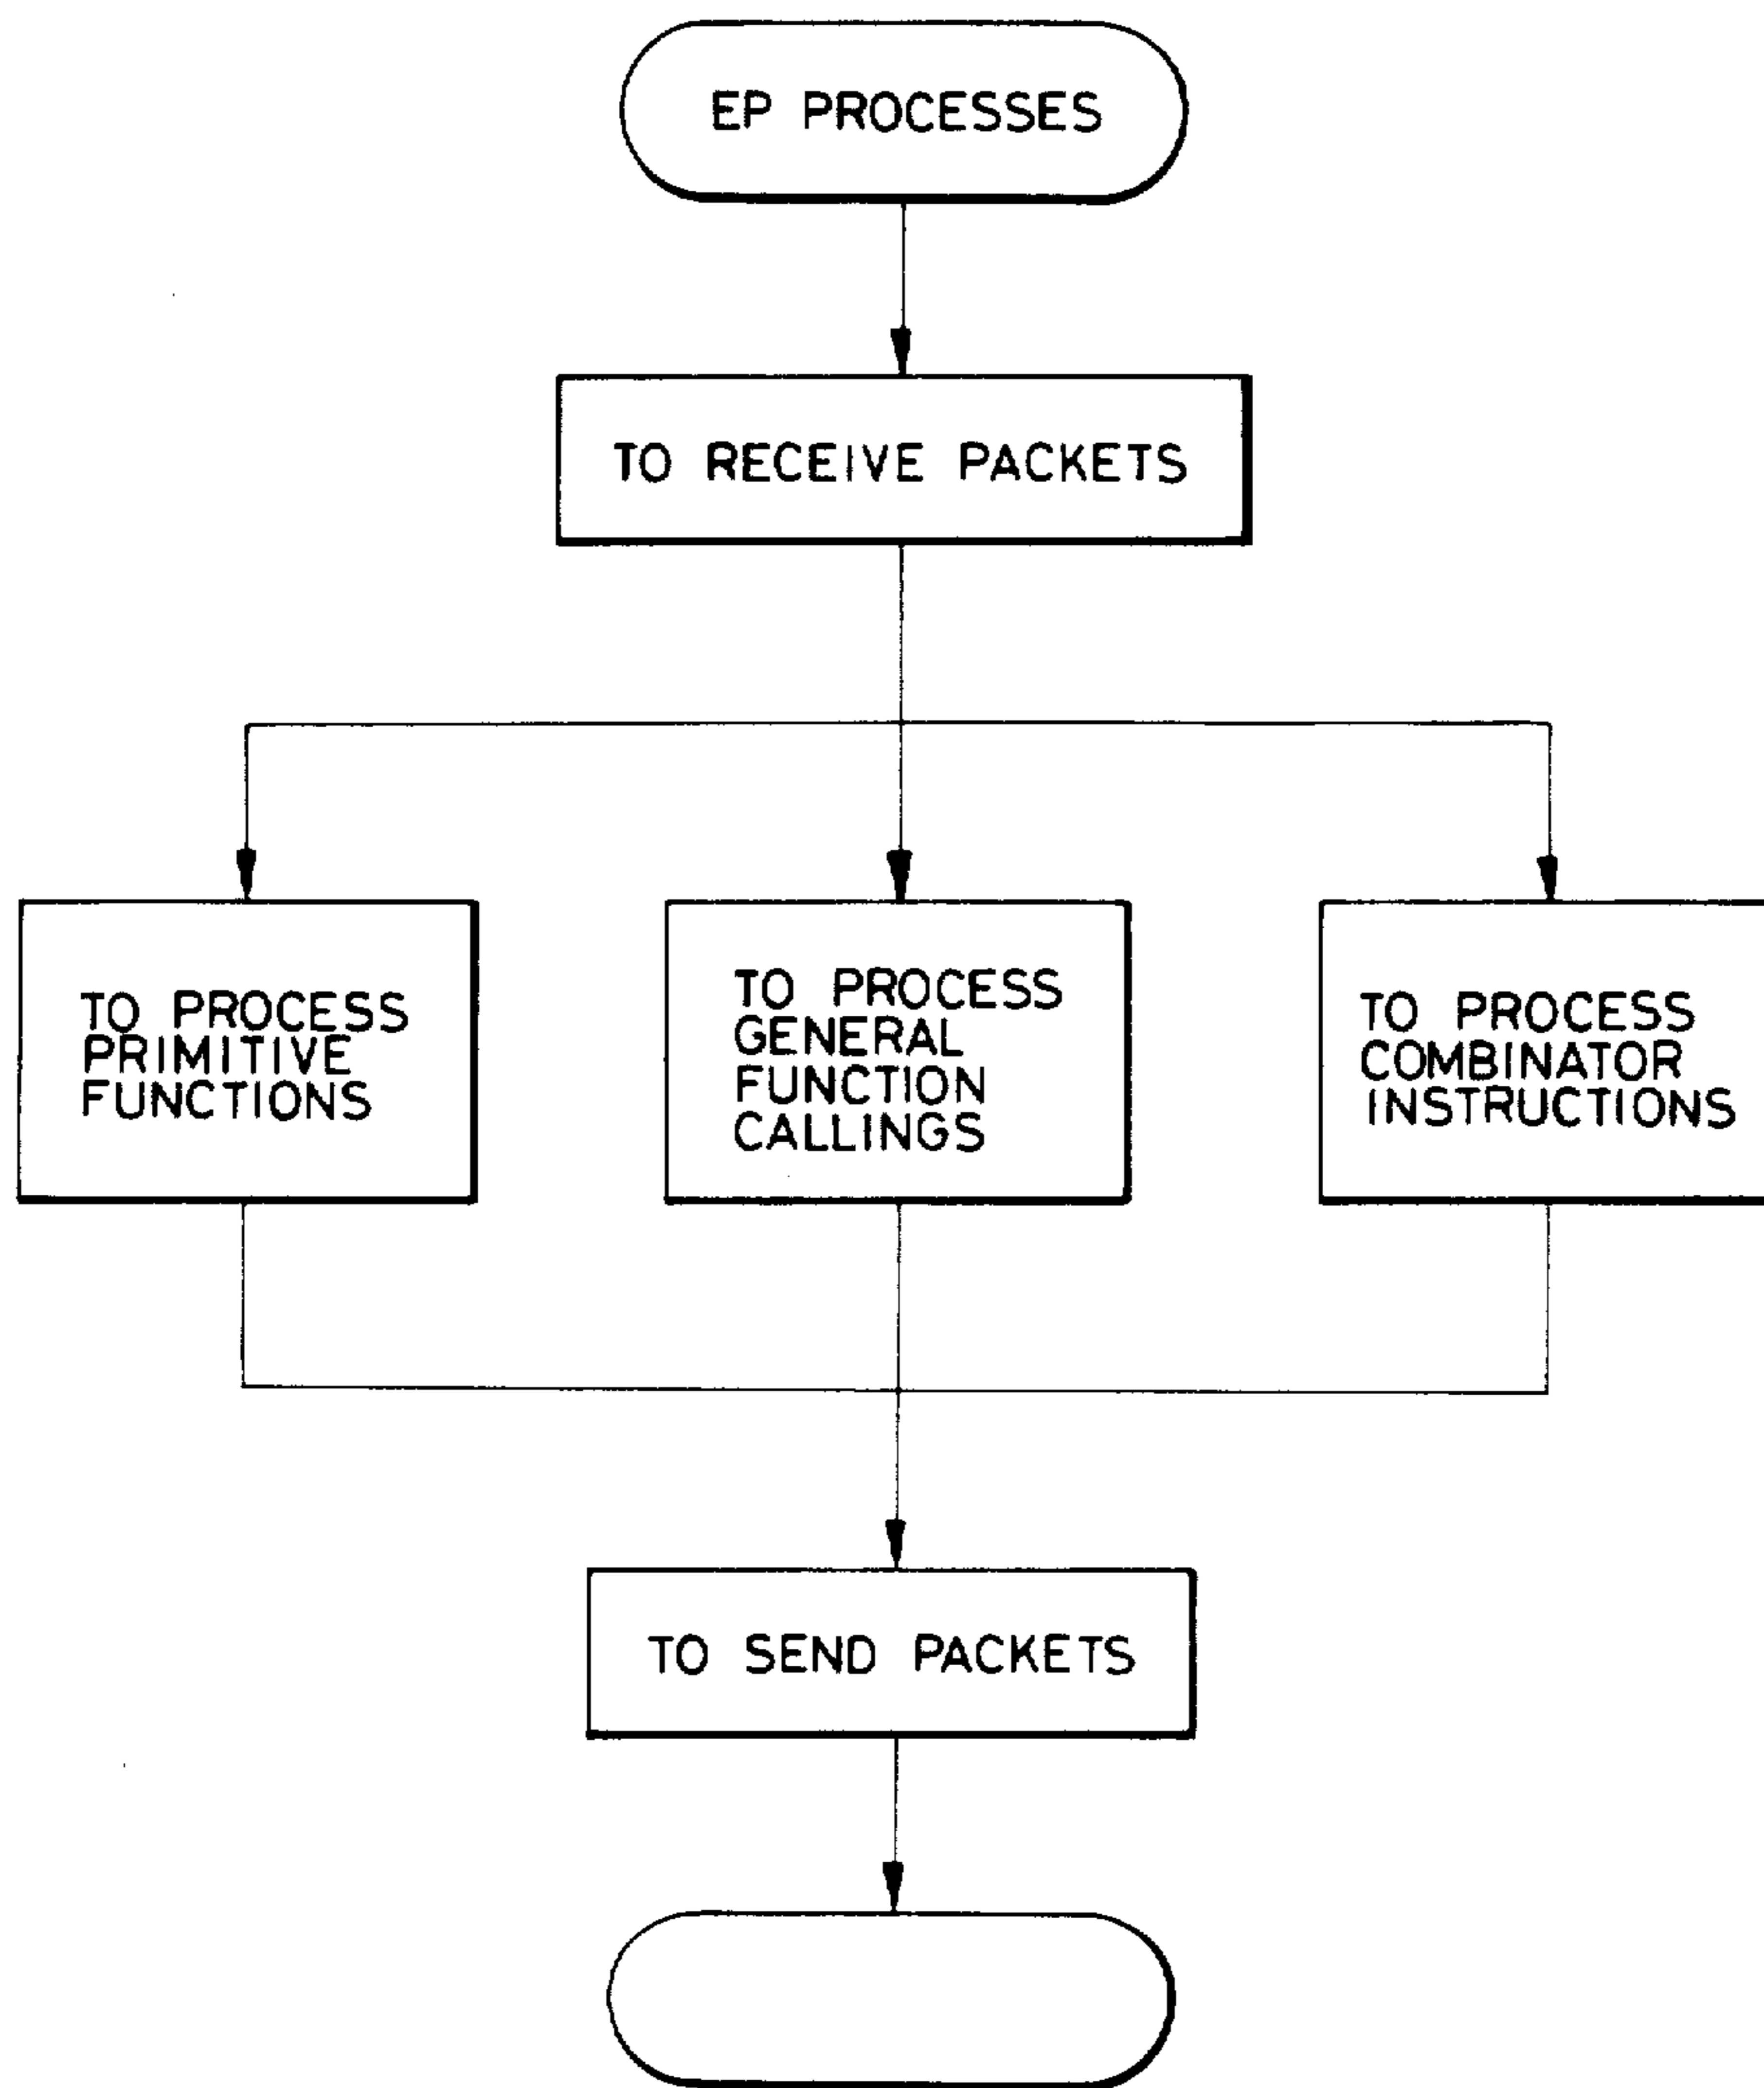 EP PROCESSES
TO RECEIVE PACKETS
TO PROCESS
PRIMITIVE
FUNCTIONS
TO PROCESS
GENERAL
FUNCTION
CALLINGS
TO PROCESS
COMBINATOR
INSTRUCTIONS
TO SEND PACKETS